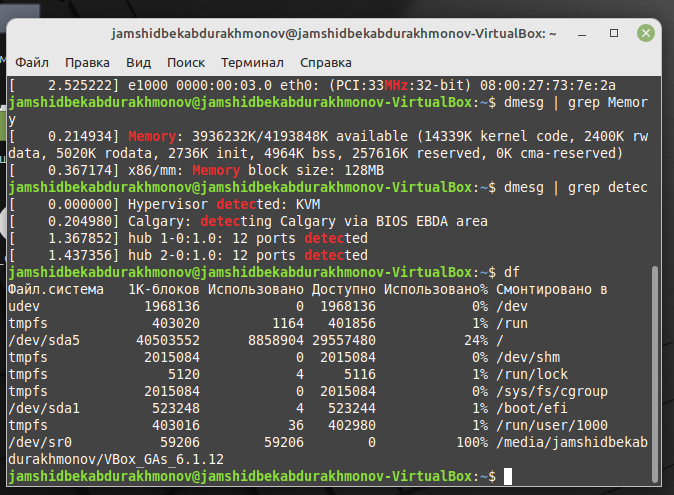 jamshidbekabdurakhmonov@jamshidbekabdurakhmonov-VirtualBox: ~
Файл Правка Вид Поиск Терминал Справка
[    2.525222] e1000 0000:00:03.0 eth0: (PCI:33MHz:32-bit) 08:00:27:73:7e:2a
jamshidbekabdurakhmonov@jamshidbekabdurakhmonov-VirtualBox:~$ dmesg | grep Memor
y
[    0.214934] Memory: 3936232K/4193848K available (14339K kernel code, 2400K rw
data, 5020K rodata, 2736K init, 4964K bss, 257616K reserved, 0K cma-reserved)
[    0.367174] x86/mm: Memory block size: 128MB
jamshidbekabdurakhmonov@jamshidbekabdurakhmonov-VirtualBox:~$ dmesg | grep detec
[    0.000000] Hypervisor detected: KVM
[    0.204980] Calgary: detecting Calgary via BIOS EBDA area
[    1.367852] hub 1-0:1.0: 12 ports detected
[    1.437356] hub 2-0:1.0: 12 ports detected
jamshidbekabdurakhmonov@jamshidbekabdurakhmonov-VirtualBox:~$ df
Файл.система   1K-блоков Использовано Доступно Использовано% Cмонтировано в
udev             1968136            0  1968136            0% /dev
tmpfs             403020         1164   401856            1% /run
/dev/sda5       40503552      8858904 29557480           24% /
tmpfs            2015084            0  2015084            0% /dev/shm
tmpfs               5120            4     5116            1% /run/lock
tmpfs            2015084            0  2015084            0% /sys/fs/cgroup
/dev/sda1         523248            4   523244            1% /boot/efi
tmpfs             403016           36   402980            1% /run/user/1000
/dev/sr0           59206        59206        0          100% /media/jamshidbekab
durakhmonov/VBox_GAs_6.1.12
jamshidbekabdurakhmonov@jamshidbekabdurakhmonov-VirtualBox:~$